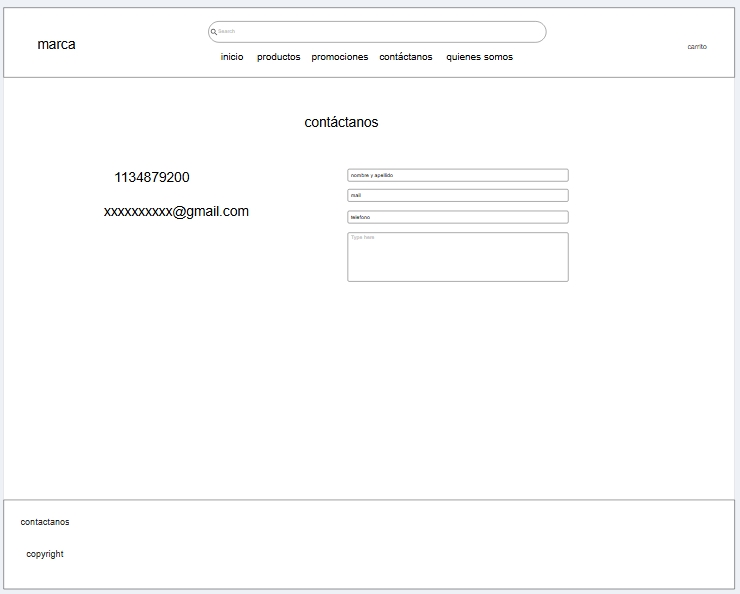 Search
marca
carrito
inicio productos promociones contáctanos quienes somos
contáctanos
1134879200
xxxxxxxxxx@gmail.com
nombre y apellido
mail
telefono
Type here
contactanos
copyright